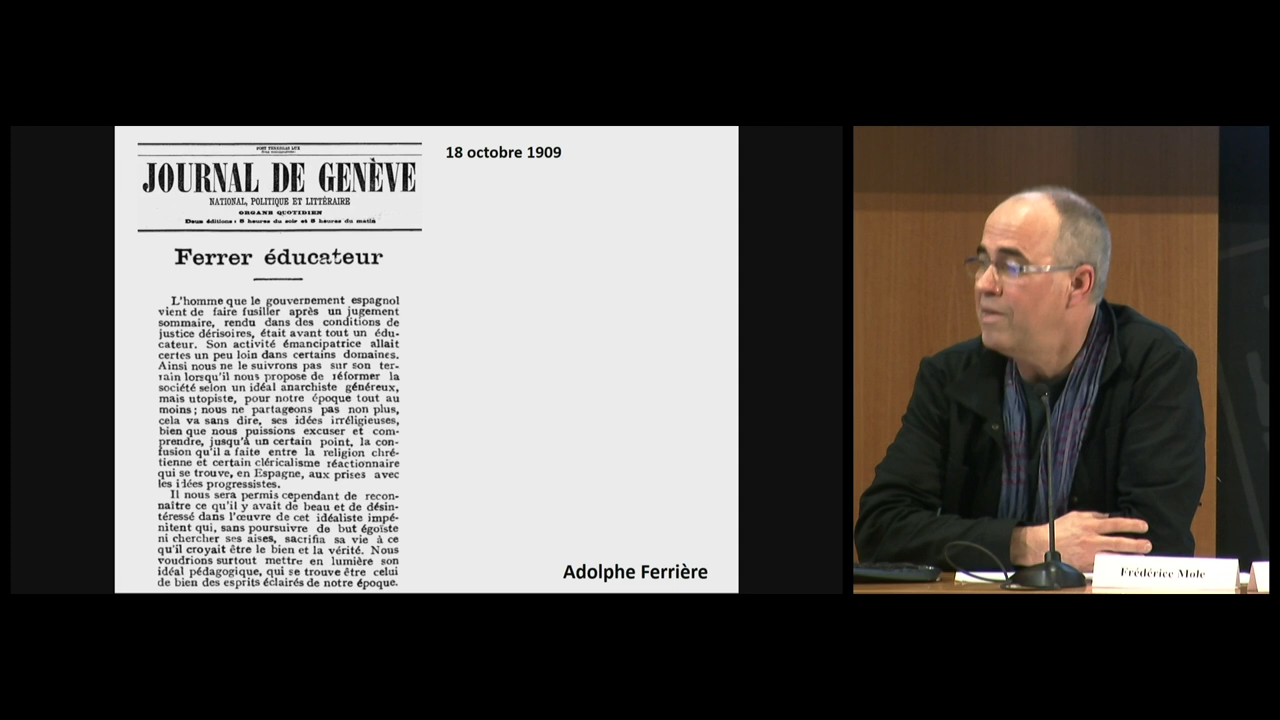 POST TENEBRAS LUX
JOURNAL DE GENÈVE
NATIONAL, POLITIQUE ET LITTÉRAIRE
ORGANE QUOTIDIEN
Deux éditions : 5 heures du soir et 5 heures du matin
18 octobre 1909
Ferrer éducateur
L'homme que le gouvernement espagnol
vient de faire fusiller après un jugement
sommaire, rendu dans des conditions de
justice dérisoires, était avant tout un édu-
cateur. Son activité émancipatrice allait
certes un peu loin dans certains domaines.
Ainsi nous ne le suivrons pas sur son ter-
rain lorsqu'il nous propose de réformer la
société selon un idéal anarchiste généreux,
mais utopiste, pour notre époque tout au
moins ; nous ne partageons pas non plus,
cela va sans dire, ses idées irréligieuses,
bien que nous puissions excuser et com-
prendre, jusqu'à un certain point, la con-
fusion qu'il a faite entre la religion chré-
tienne et certain cléricalisme réactionnaire
qui se trouve, en Espagne, aux prises avec
les idées progressistes.
Il nous sera permis cependant de recon-
naître ce qu'il y avait de beau et de désin-
téressé dans l'œuvre de cet idéaliste impé-
nitent qui, sans poursuivre de but égoïste
ni chercher ses aises, sacrifia sa vie à ce
qu'il croyait être le bien et la vérité. Nous
voudrions surtout mettre en lumière son
idéal pédagogique, qui se trouve être celui
de bien des esprits éclairés de notre époque.
Adolphe Ferrière
Frédérice Mole